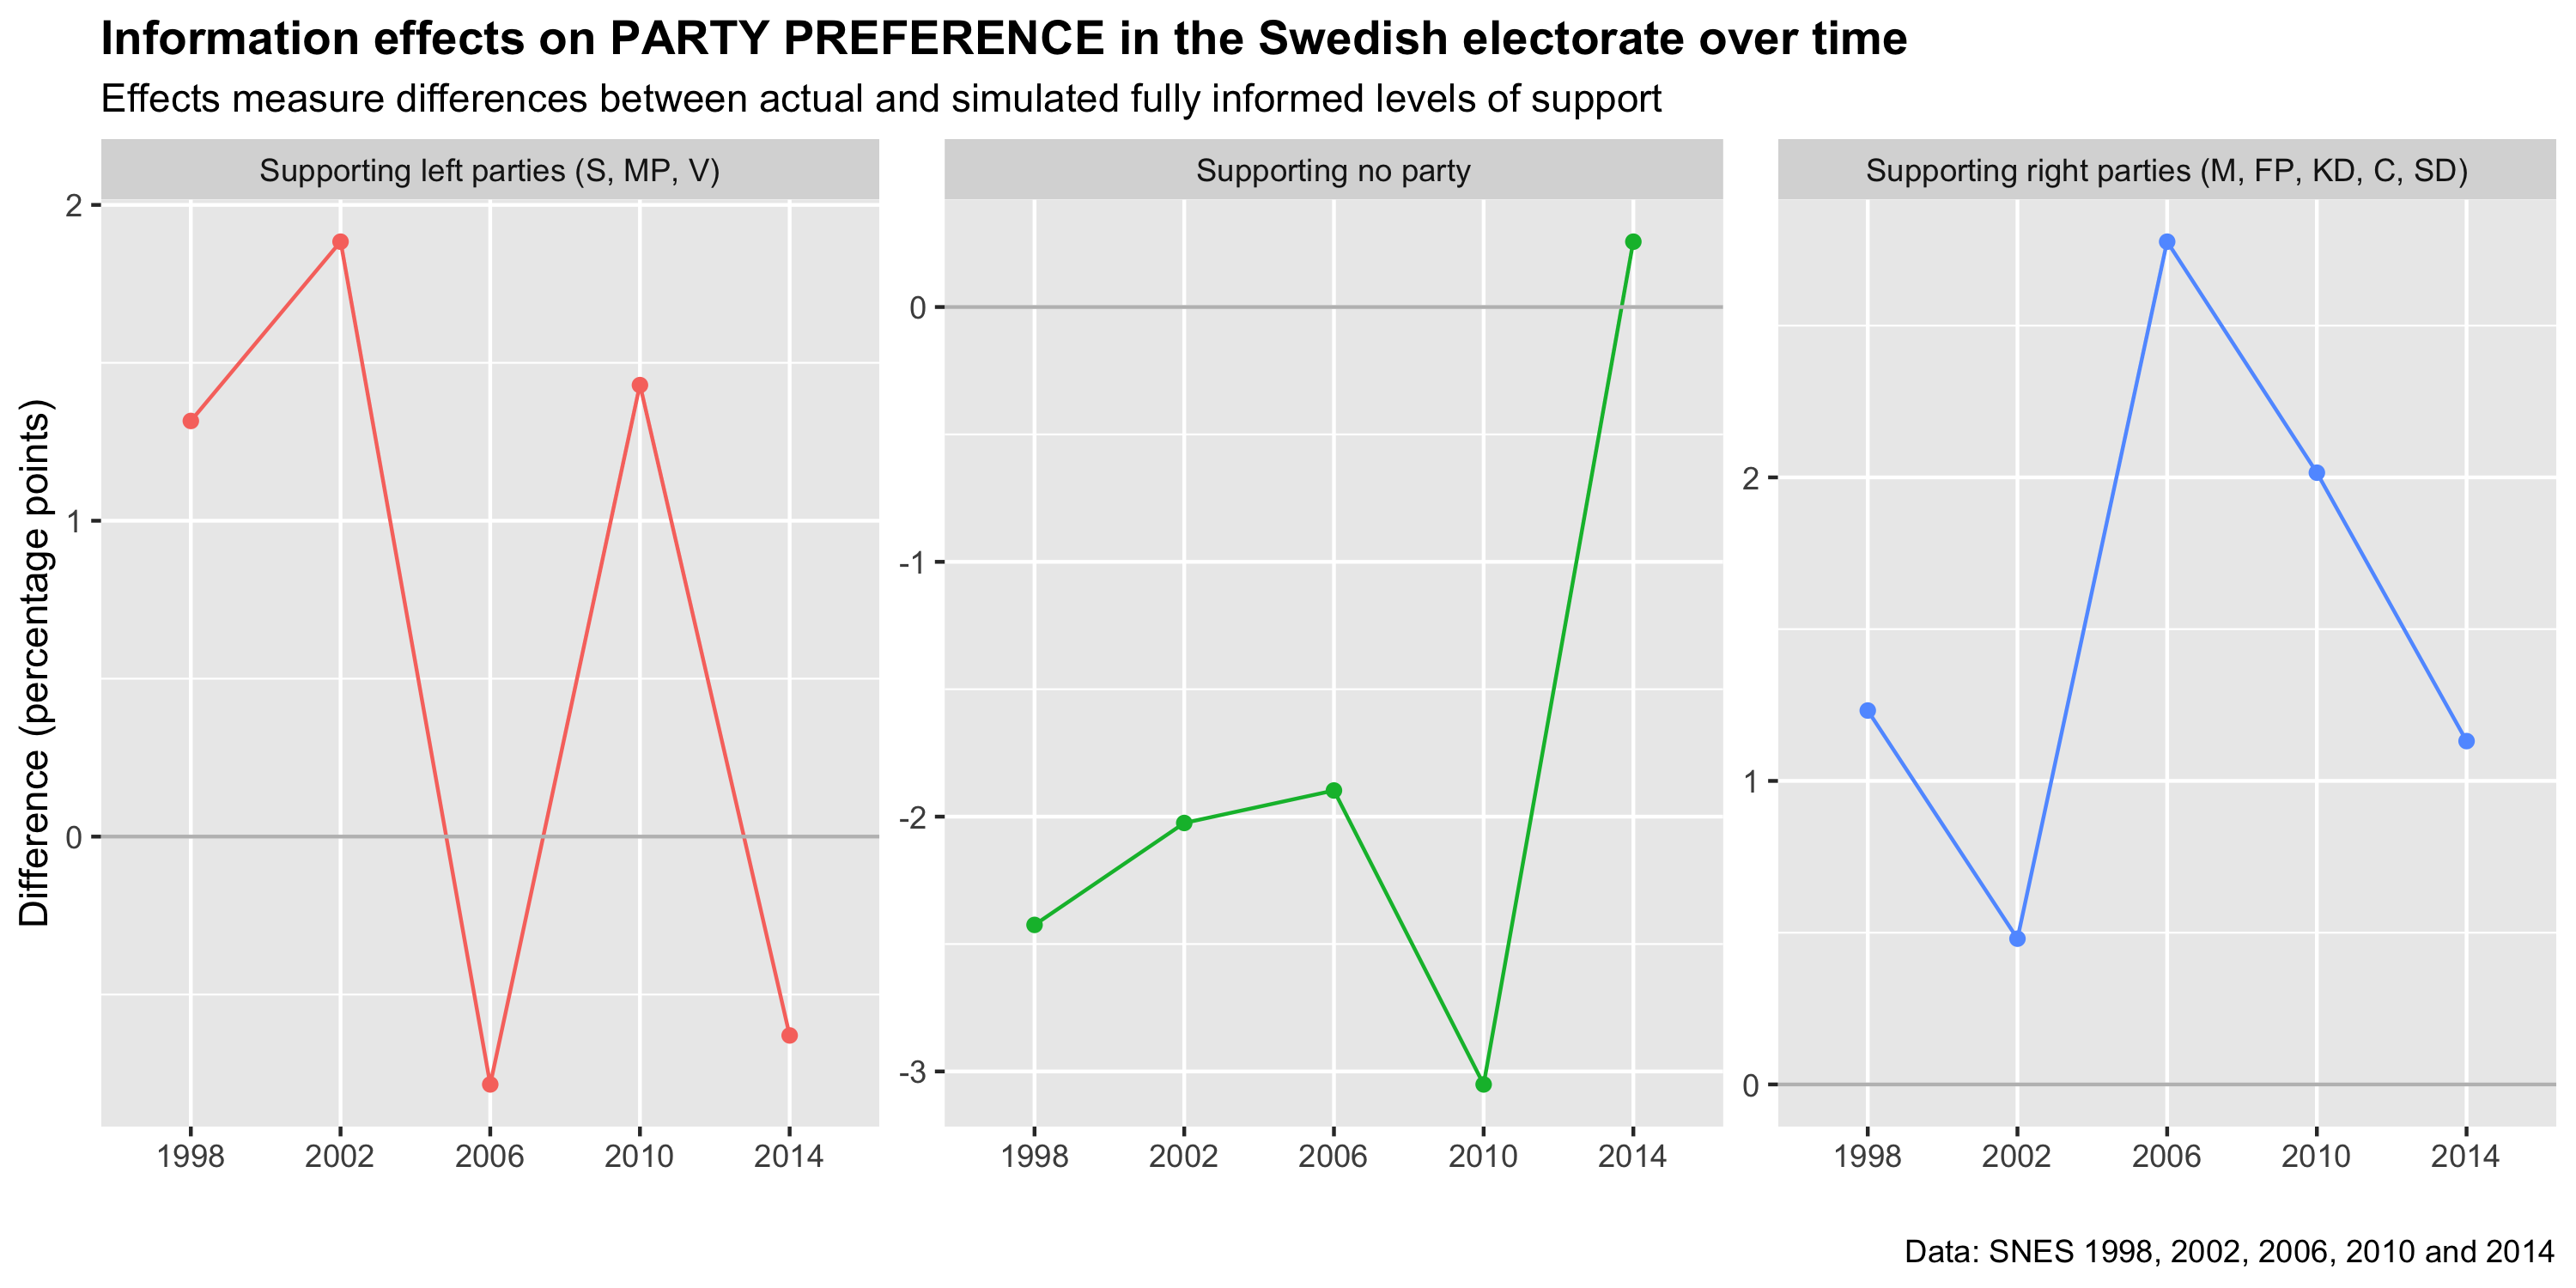 Information effects on PARTY PREFERENCE in the Swedish electorate over time
Effects measure differences between actual and simulated fully informed levels of support
Supporting left parties (S, MP, V)
Supporting no party
Supporting right parties (M, FP, KD, C, SD)
Difference (percentage points)
2
1
0
1998 2002 2006 2010 2014
0
-1
-2
-3
1998 2002 2006 2010 2014
2
1
0
1998 2002 2006 2010 2014
Data: SNES 1998, 2002, 2006, 2010 and 2014